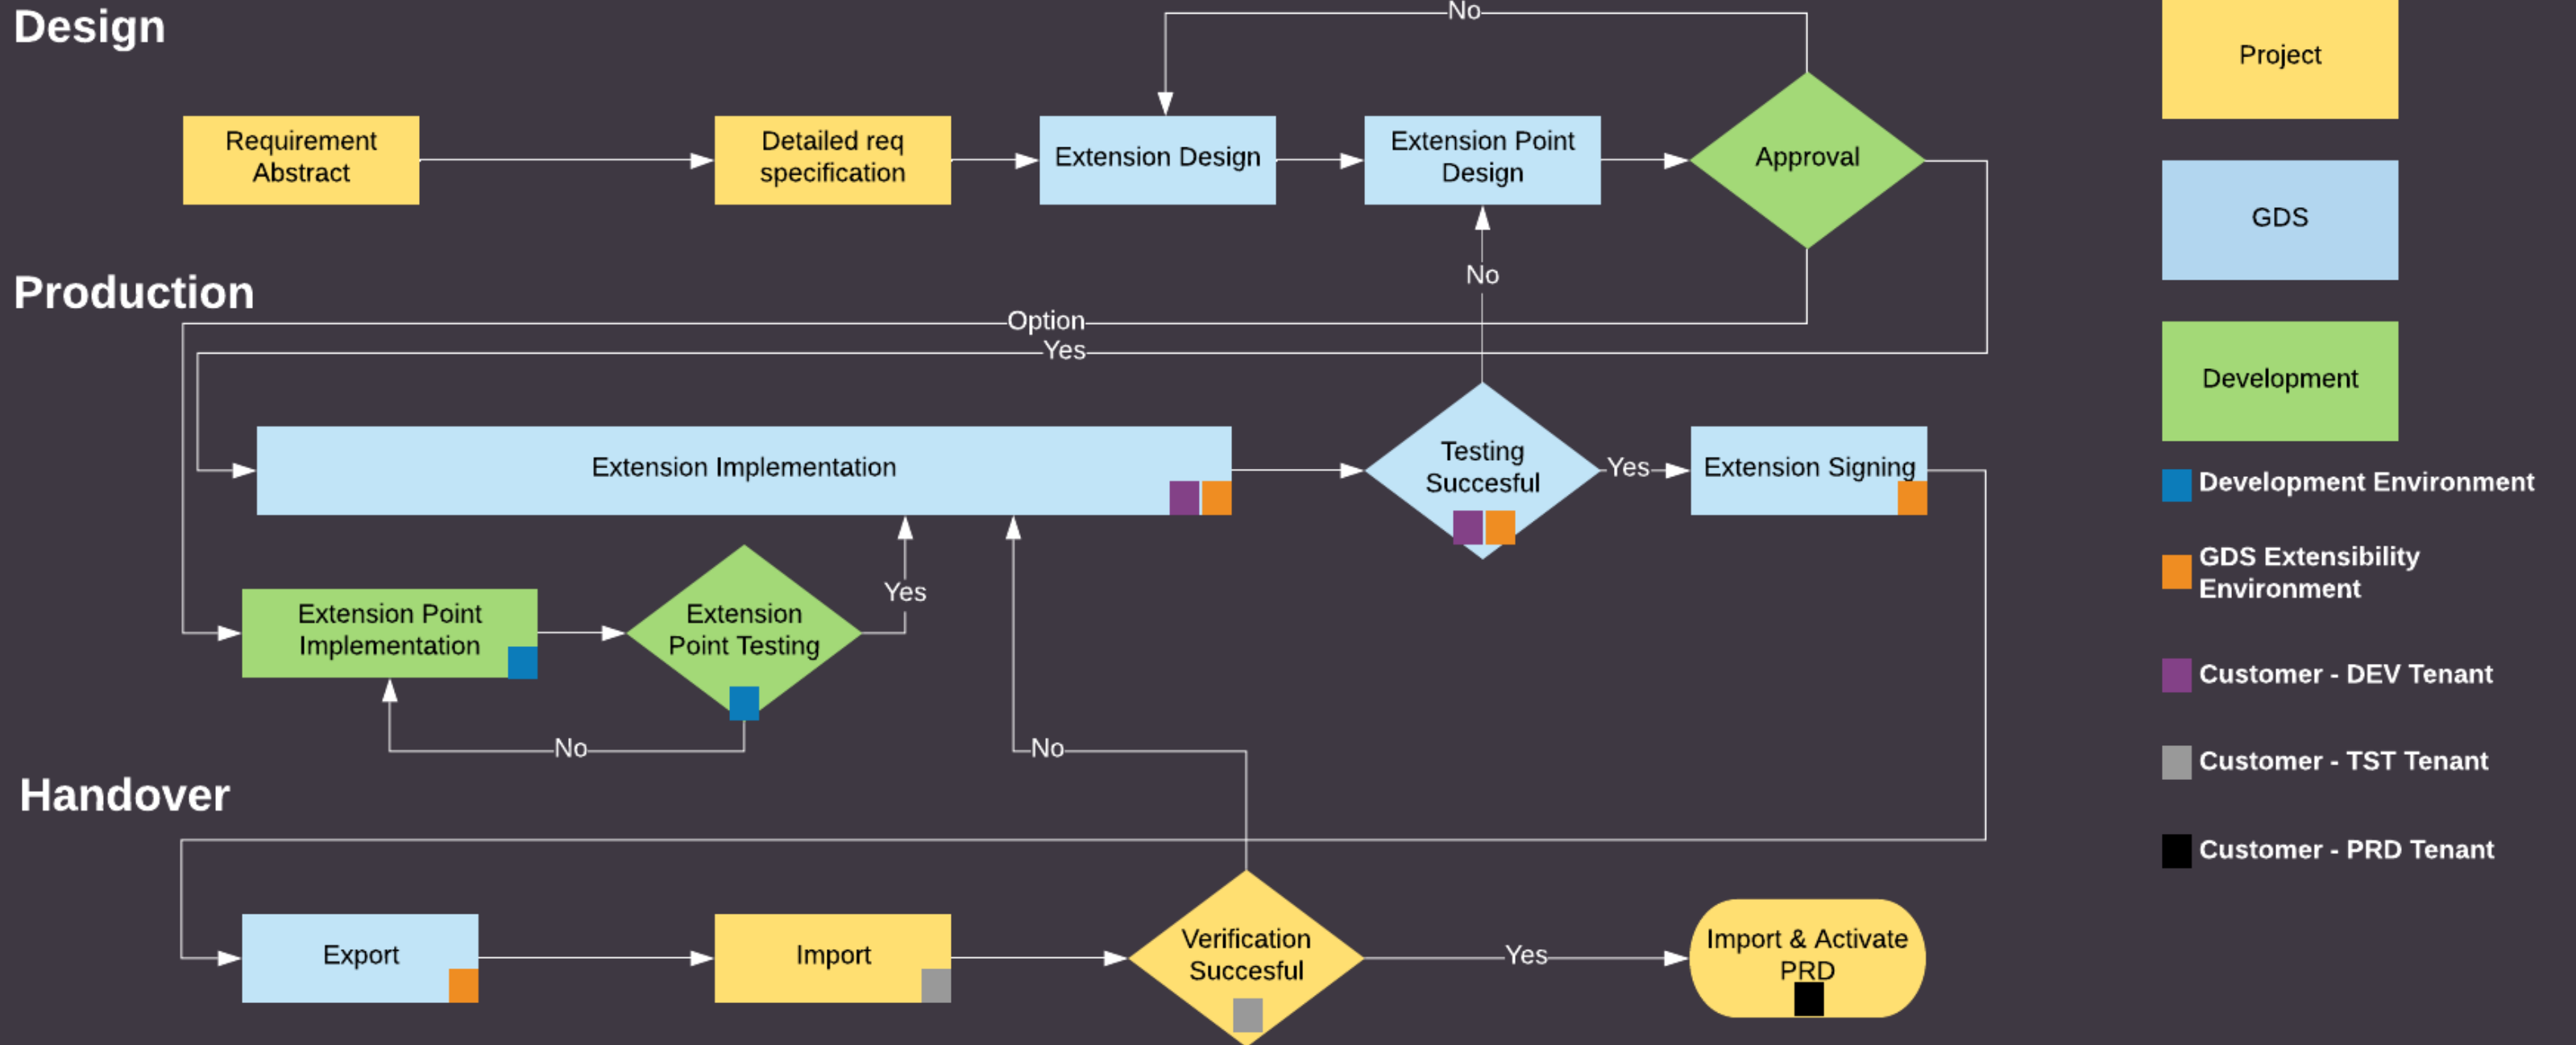 Design
No
Project
Requirement
Abstract
Detailed req
specification
Extension Design
Extension Point
Design
Approval
GDS
No
Production
Option
Yes
Development
Extension Implementation
Testing
Succesful
Yes
Extension Signing
Development Environment
GDS Extensibility
Environment
Extension Point
Implementation
Extension
Point Testing
Yes
Customer - DEV Tenant
No
No
Customer - TST Tenant
Handover
Customer - PRD Tenant
Export
Import
Verification
Succesful
Yes
Import & Activate
PRD